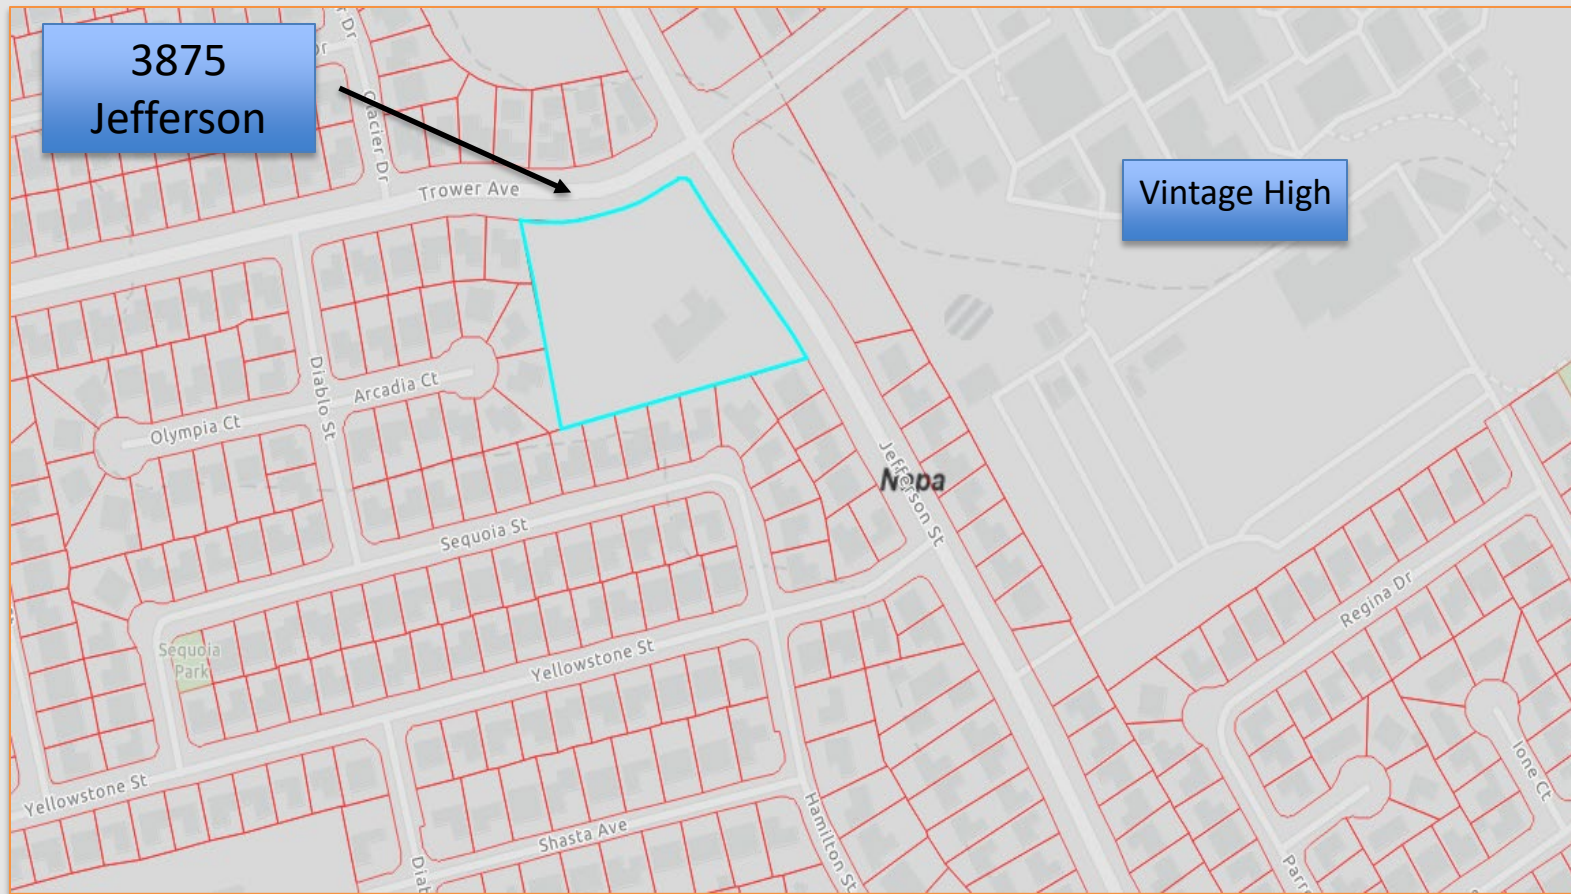 3875
Jefferson
Dr
Glacier Dr
Trower Ave
Vintage High
Diablo St
Arcadia Ct
Olympia Ct
Jefferson St
Napa
Sequoia St
Regina Dr
Sequoia
Park
Yellowstone St
Yellowstone St
Ione Ct
Hamilton St
Shasta Ave